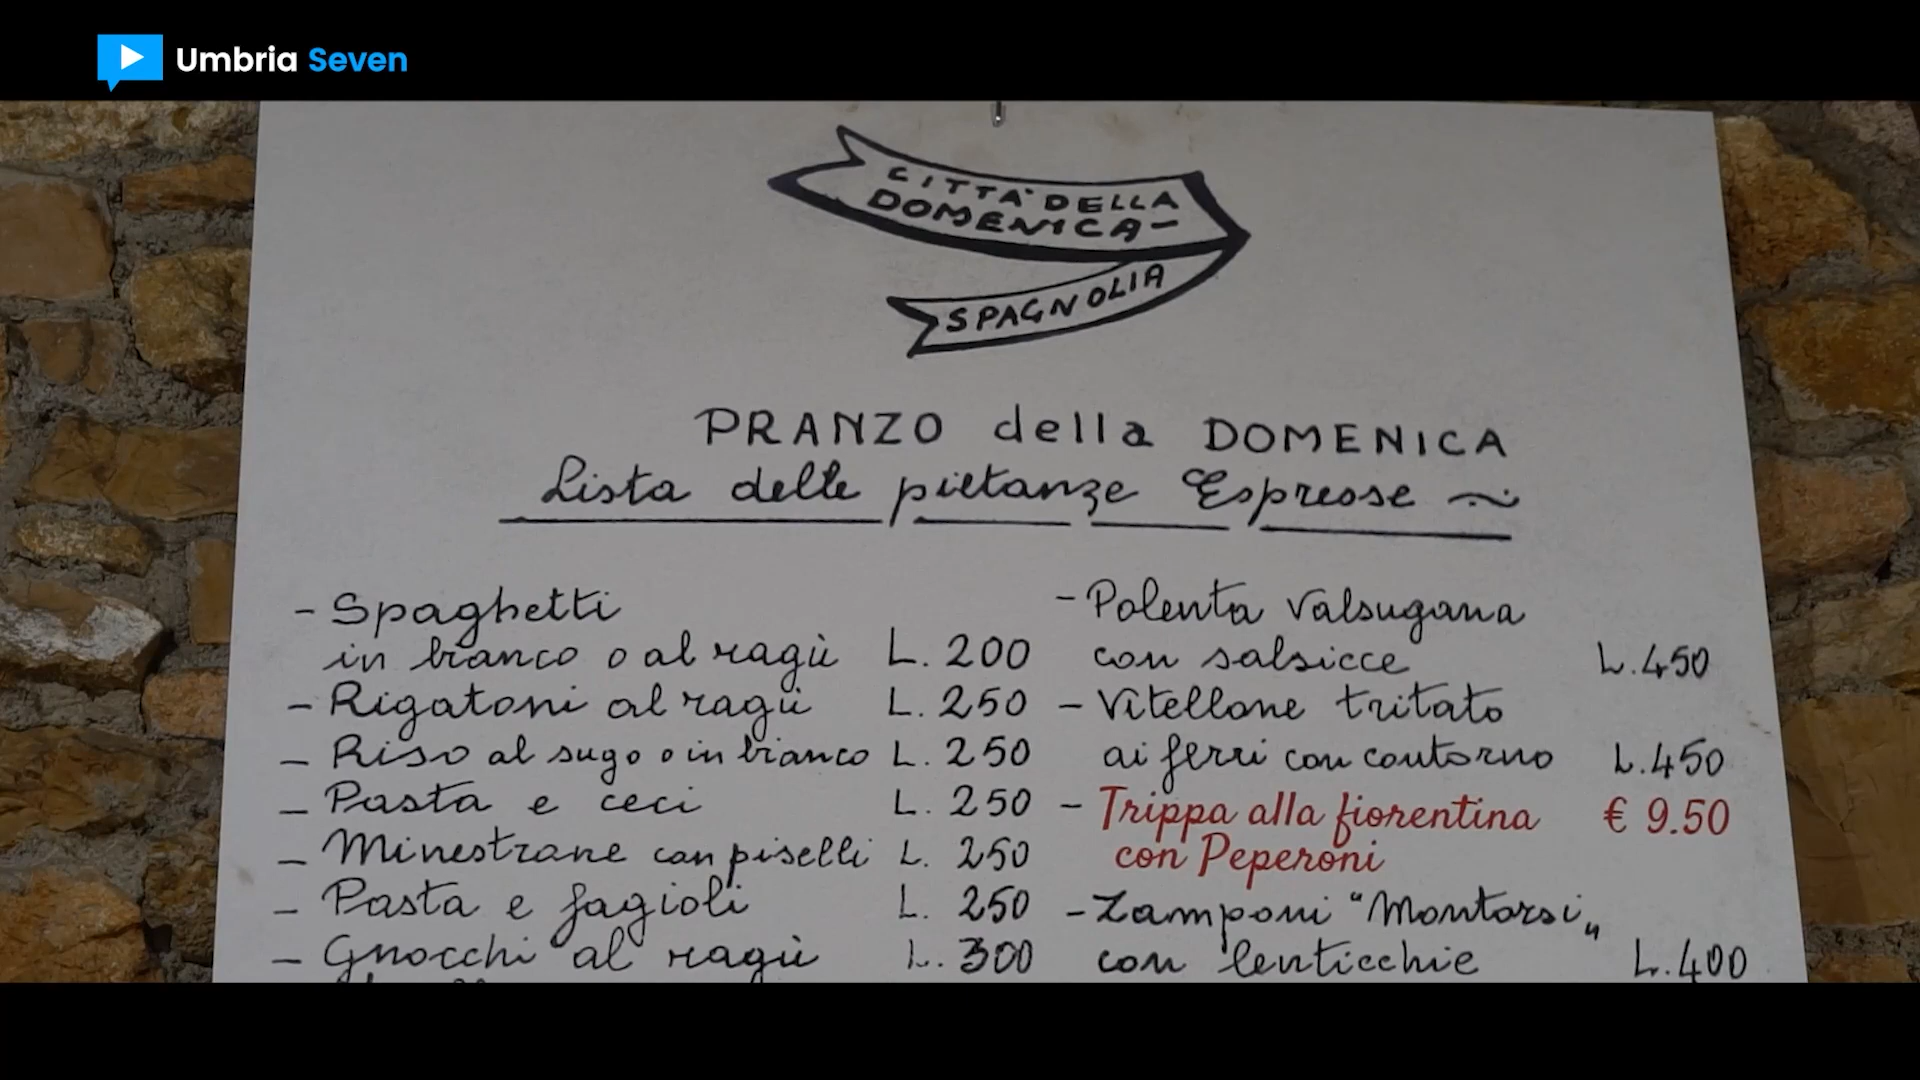 Umbria Seven
CITTA' DELLA
DOMENICA-
SPAGNOLIA
PRANZO della DOMENICA
Lista delle pietanze Espresse
- Spaghetti
in bianco o al ragù L. 200
- Rigatoni al ragù L. 250
- Riso al sugo o in bianco L. 250
- Pasta e ceci L. 250
- Minestrone con piselli L. 250
- Pasta e fagioli L. 250
- Gnocchi al ragù L. 300
- Polenta Valsugana
con salsicce L. 450
- Vitellone tritato
ai ferri con contorno L. 450
- Trippa alla fiorentina € 9.50
con Peperoni
- Zamponi "Montorsi"
con lenticchie L. 400